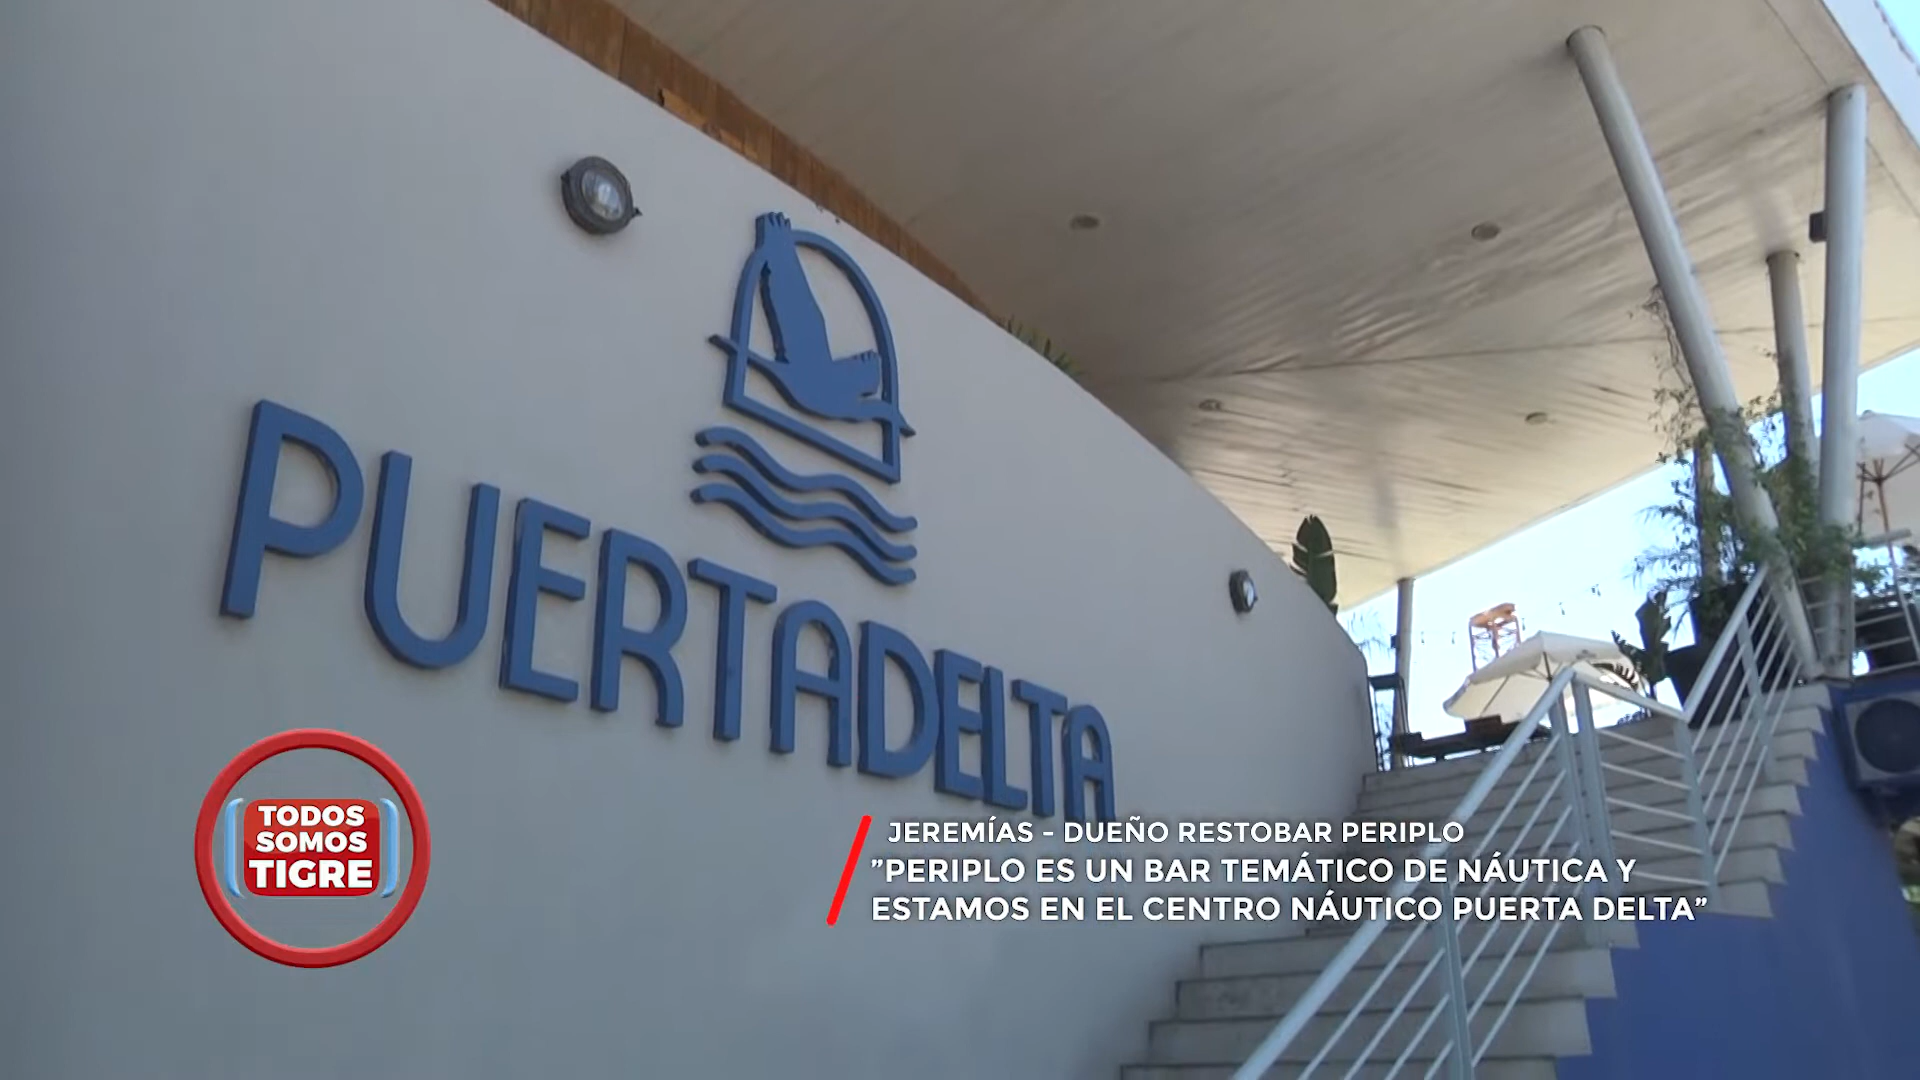 PUERTADELTA
TODOS
SOMOS
TIGRE
JEREMÍAS - DUEÑO RESTOBAR PERIPLO
"PERIPLO ES UN BAR TEMÁTICO DE NÁUTICA Y
ESTAMOS EN EL CENTRO NÁUTICO PUERTA DELTA"